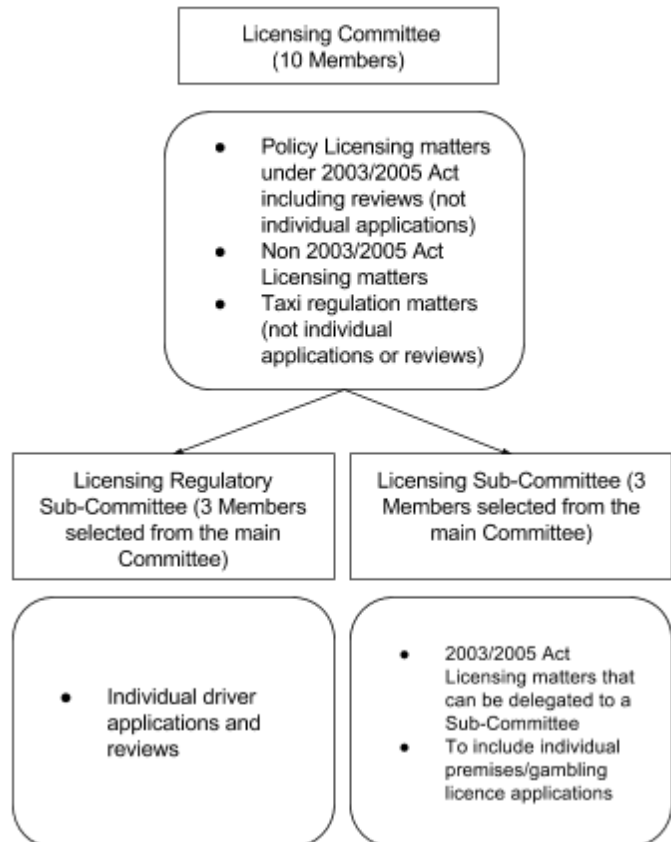 Licensing Committee
(10 Members)
● Policy Licensing matters
under 2003/2005 Act
including reviews (not
individual applications)
● Non 2003/2005 Act
Licensing matters
● Taxi regulation matters
(not individual
applications or reviews)
Licensing Regulatory
Sub-Committee (3 Members
selected from the main
Committee)
Licensing Sub-Committee (3
Members selected from the
main Committee)
● Individual driver
applications and
reviews
● 2003/2005 Act
Licensing matters that
can be delegated to a
Sub-Committee
● To include individual
premises/gambling
licence applications